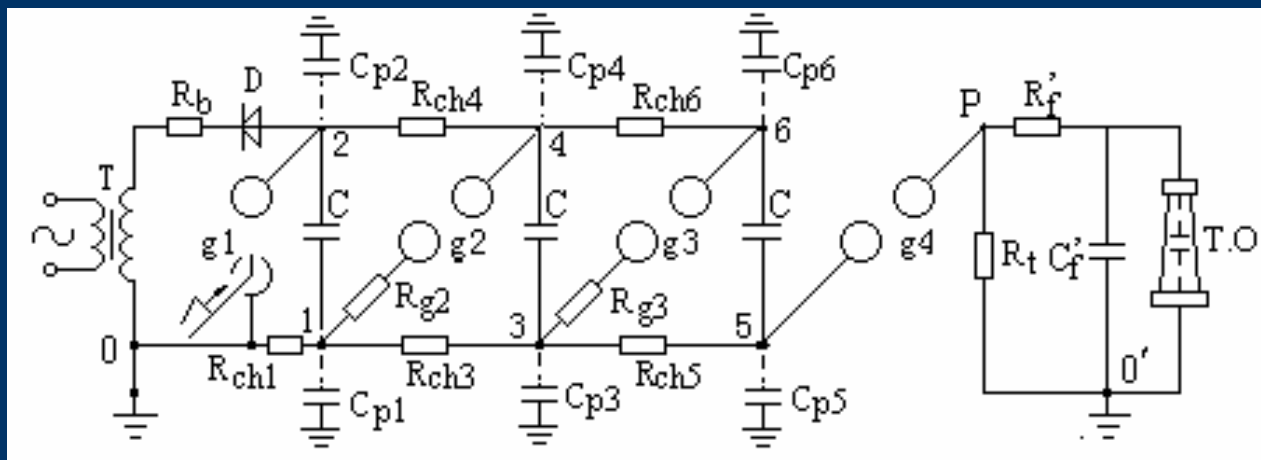 Cp2 Cp4 Cp6
Rb D Rch4 Rch6 P R'f
2 4 6
T C C C
g1 g2 g3 g4 Rt C'f T.O
Rg2 Rg3
0 1 3 5 0'
Rch1 Rch3 Rch5
Cp1 Cp3 Cp5